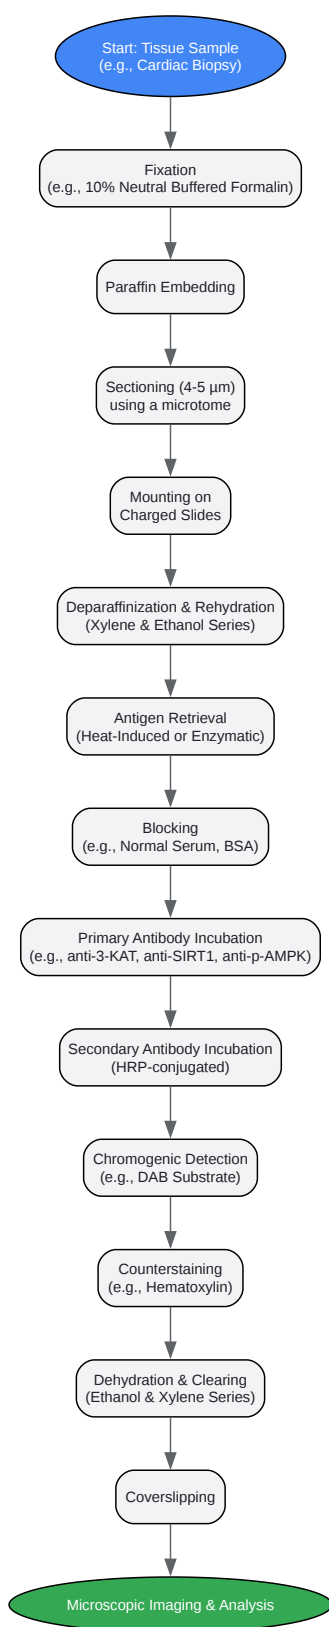 Start: Tissue Sample
(e.g., Cardiac Biopsy)
Fixation
(e.g., 10% Neutral Buffered Formalin)
Paraffin Embedding
Sectioning (4-5 µm)
using a microtome
Mounting on
Charged Slides
Deparaffinization & Rehydration
(Xylene & Ethanol Series)
Antigen Retrieval
(Heat-Induced or Enzymatic)
Blocking
(e.g., Normal Serum, BSA)
Primary Antibody Incubation
(e.g., anti-3-KAT, anti-SIRT1, anti-p-AMPK)
Secondary Antibody Incubation
(HRP-conjugated)
Chromogenic Detection
(e.g., DAB Substrate)
Counterstaining
(e.g., Hematoxylin)
Dehydration & Clearing
(Ethanol & Xylene Series)
Coverslipping
Microscopic Imaging & Analysis